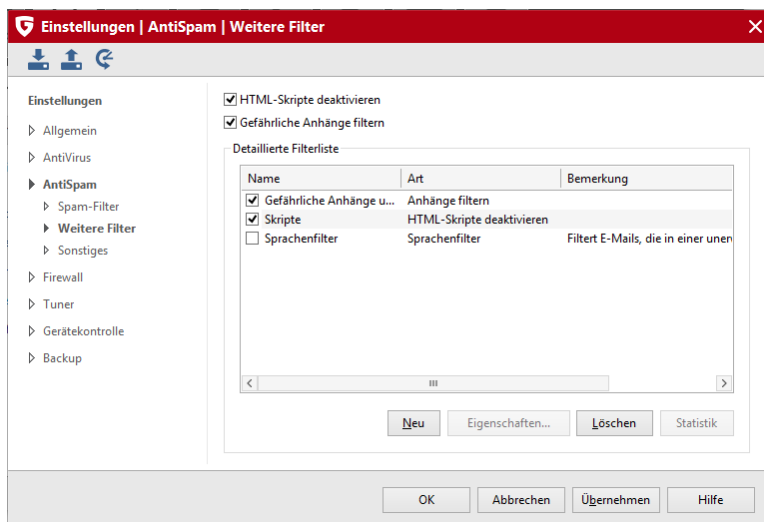 Einstellungen | AntiSpam | Weitere Filter
Einstellungen
Allgemein
AntiVirus
AntiSpam
Spam-Filter
Weitere Filter
Sonstiges
Firewall
Tuner
Gerätekontrolle
Backup
HTML-Skripte deaktivieren
Gefährliche Anhänge filtern
Detaillierte Filterliste
Name Art Bemerkung
Gefährliche Anhänge u... Anhänge filtern
Skripte HTML-Skripte deaktivieren
Sprachenfilter Sprachenfilter Filtert E-Mails, die in einer
Neu Eigenschaften... Löschen Statistik
OK Abbrechen Übernehmen Hilfe